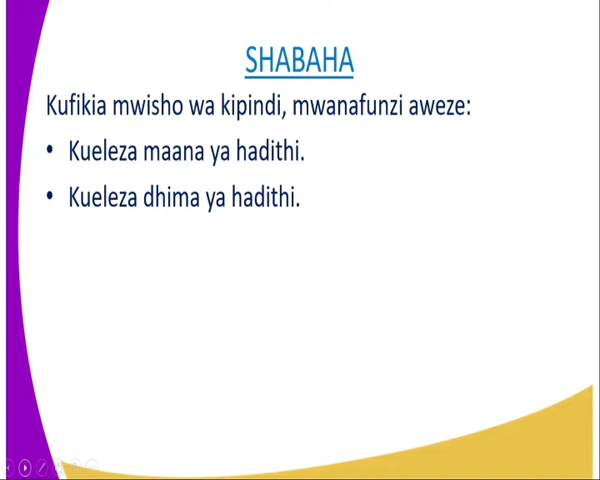 SHABAHA
Kufikia mwisho wa kipindi, mwanafunzi aweze:
• Kueleza maana ya hadithi.
• Kueleza dhima ya hadithi.